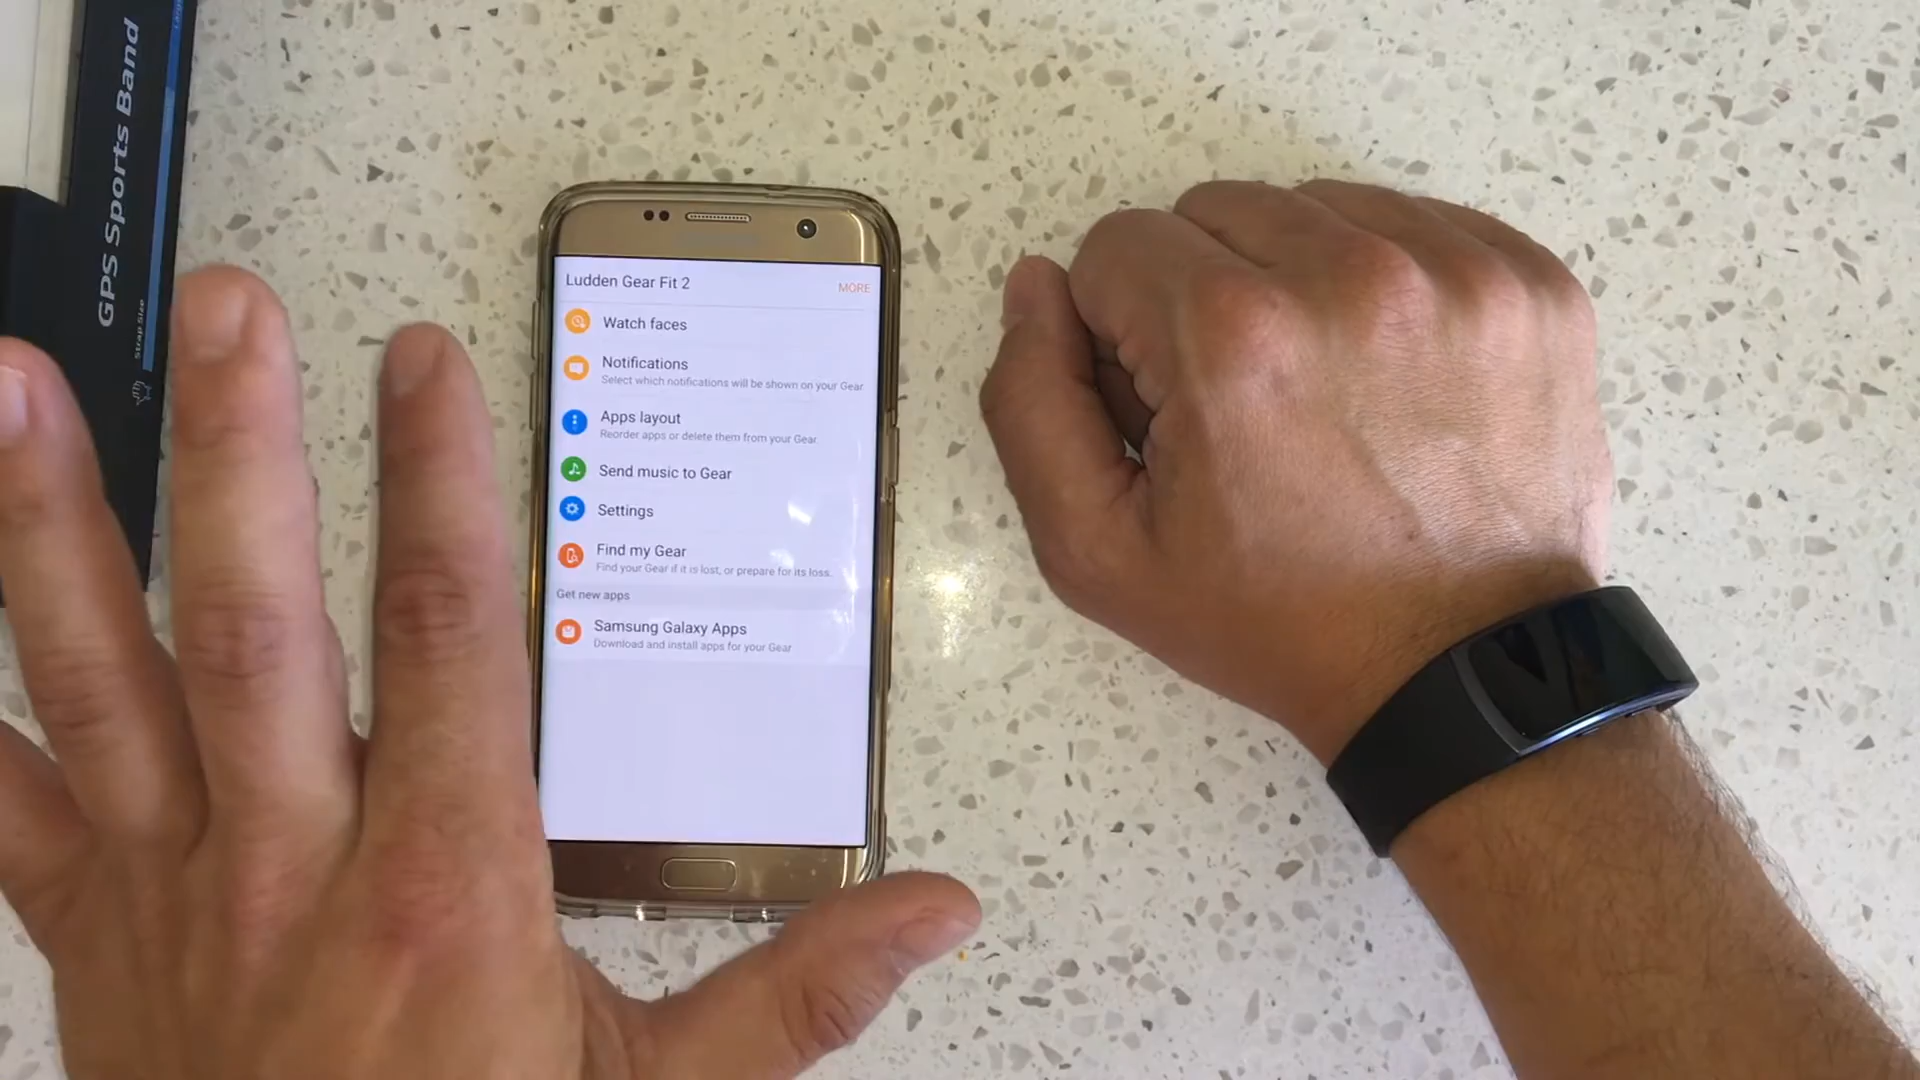 GPS Sports Band
Strap Size
Ludden Gear Fit 2
MORE
Watch faces
Notifications
Select which notifications will be shown on your Gear
Apps layout
Reorder apps or delete them from your Gear.
Send music to Gear
Settings
Find my Gear
Find your Gear if it is lost, or prepare for its loss.
Get new apps
Samsung Galaxy Apps
Download and install apps for your Gear